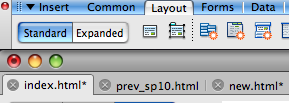 Insert Common Layout Forms Data
Standard Expanded
index.html* prev_sp10.html new.html*